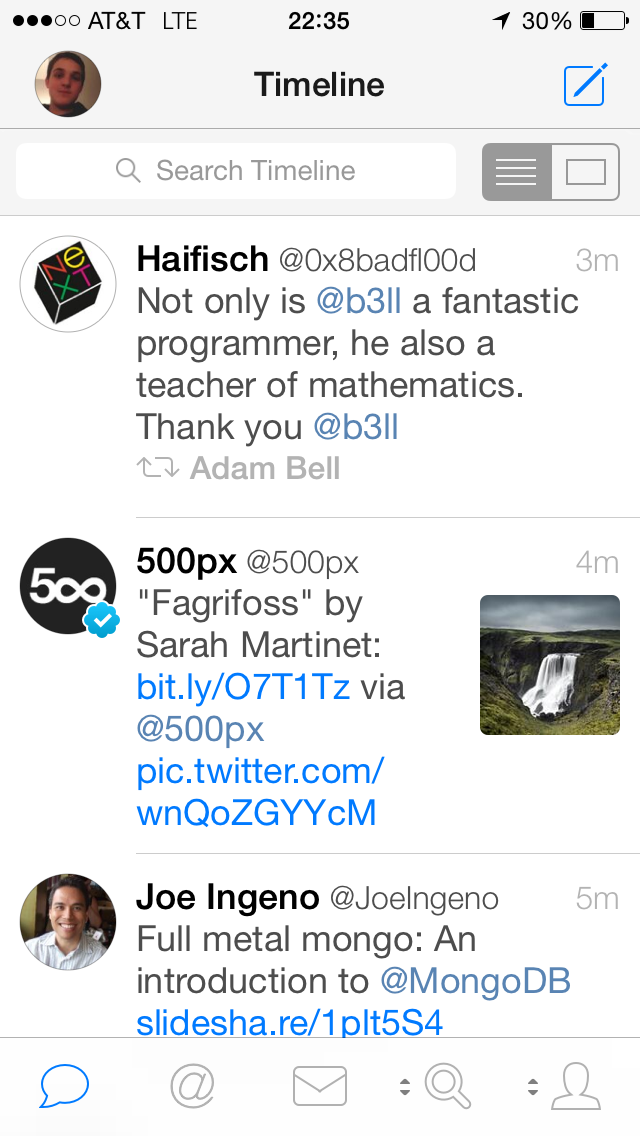 AT&T LTE 22:35 30%
Timeline
Search Timeline
NeXT
Haifisch @0x8badfl00d 3m
Not only is @b3ll a fantastic
programmer, he also a
teacher of mathematics.
Thank you @b3ll
Adam Bell
500px @500px 4m
500
"Fagrifoss" by
Sarah Martinet:
bit.ly/O7T1Tz via
@500px
pic.twitter.com/
wnQoZGYYcM
Joe Ingeno @JoeIngeno 5m
Full metal mongo: An
introduction to @MongoDB
slidesha.re/1plt5S4
@